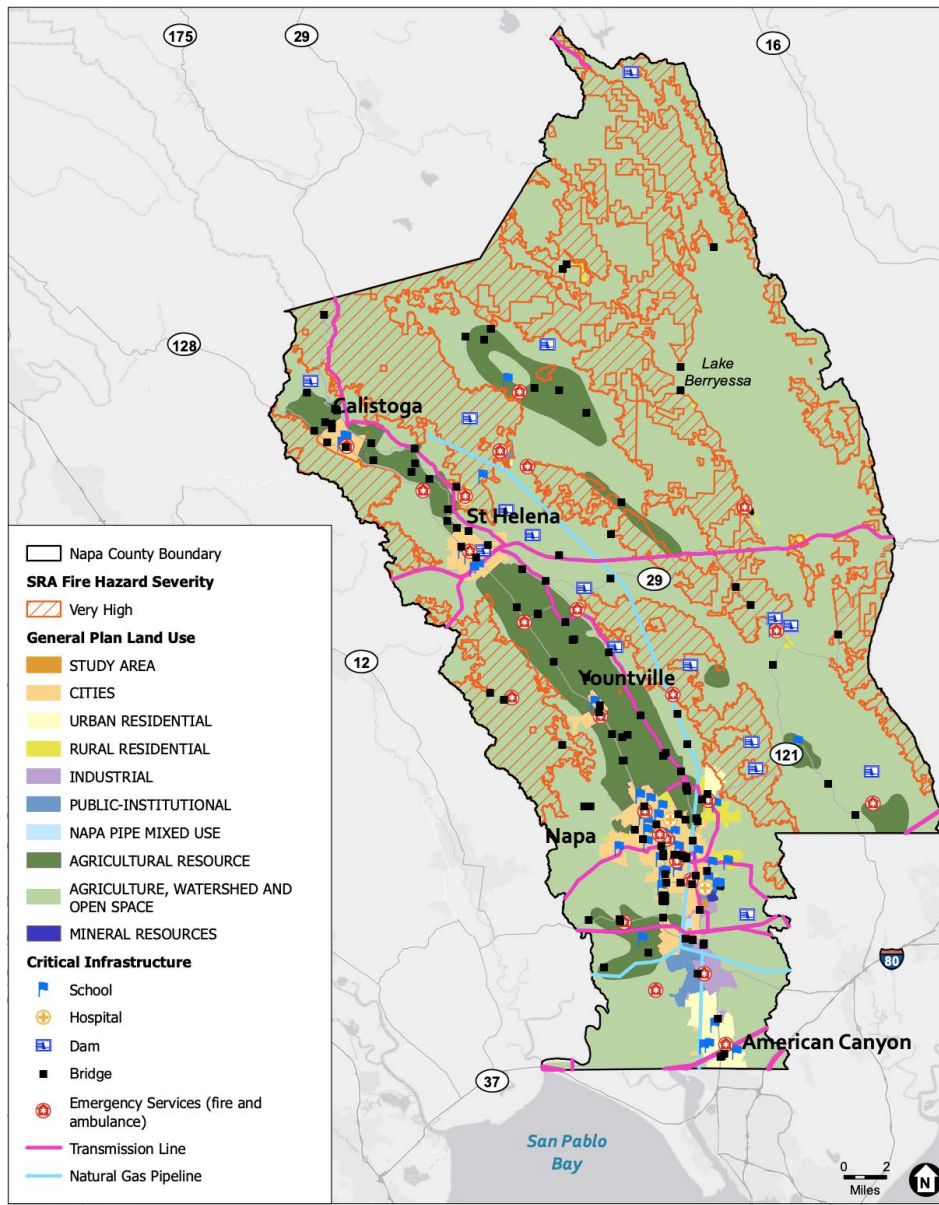 175
29
16
128
Lake
Berryessa
Calistoga
St Helena
29
12
Yountville
121
Napa
80
American Canyon
37
San Pablo
Bay
0 2
Miles
N
Napa County Boundary
SRA Fire Hazard Severity
Very High
General Plan Land Use
STUDY AREA
CITIES
URBAN RESIDENTIAL
RURAL RESIDENTIAL
INDUSTRIAL
PUBLIC-INSTITUTIONAL
NAPA PIPE MIXED USE
AGRICULTURAL RESOURCE
AGRICULTURE, WATERSHED AND
OPEN SPACE
MINERAL RESOURCES
Critical Infrastructure
School
Hospital
Dam
Bridge
Emergency Services (fire and
ambulance)
Transmission Line
Natural Gas Pipeline